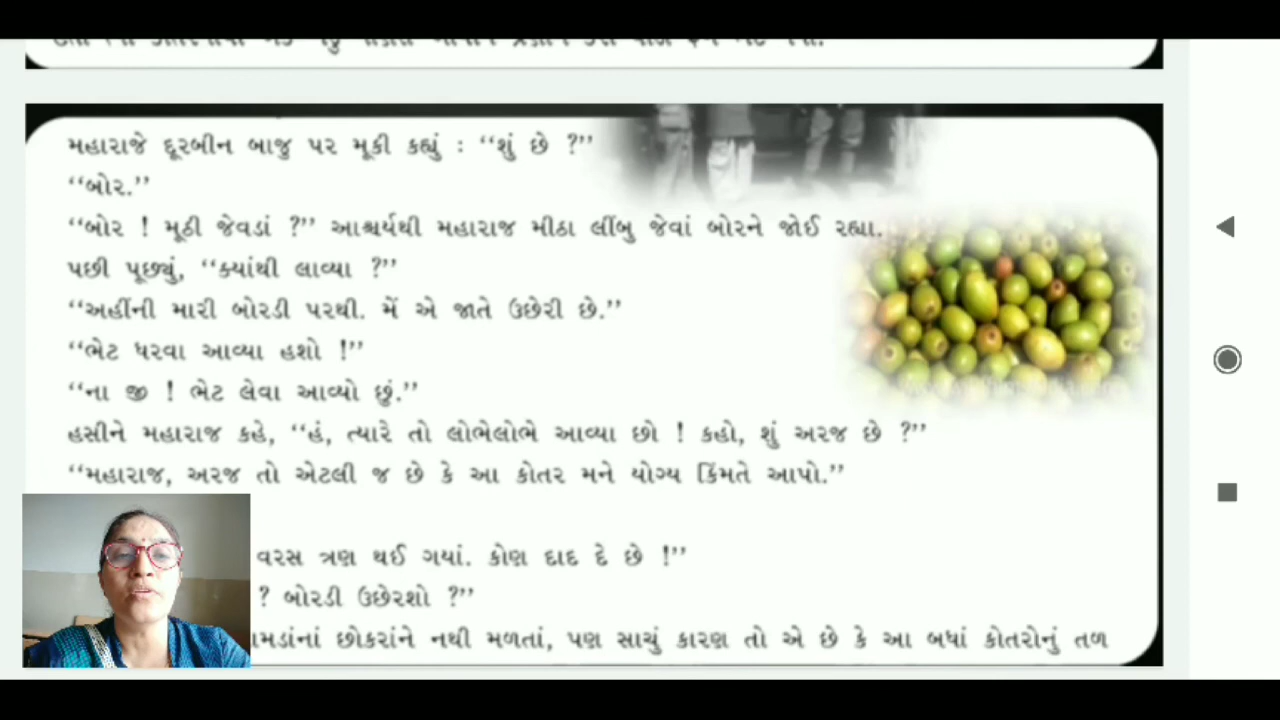 મહારાજે દૂરબીન બાજુ પર મૂકી કહ્યું : “શું છે ?”
“બોર.”
“બોર ! મૂઠી જેવડાં ?” આશ્ચર્યથી મહારાજ મીઠા લીંબુ જેવાં બોરને જોઈ રહ્યા.
પછી પૂછ્યું, “ક્યાંથી લાવ્યા ?”
“અહીંની મારી બોરડી પરથી. મેં એ જાતે ઉછેરી છે.”
“ભેટ ધરવા આવ્યા હશો !”
“ના જી ! ભેટ લેવા આવ્યો છું.”
હસીને મહારાજ કહે, “હં, ત્યારે તો લોભેલોભે આવ્યા છો ! કહો, શું અરજ છે ?”
“મહારાજ, અરજ તો એટલી જ છે કે આ કોતર મને યોગ્ય કિંમતે આપો.”
વરસ ત્રણ થઈ ગયાં. કોણ દાદ દે છે !”
? બોરડી ઉછેરશો ?”
છોકરાંને નથી મળતાં, પણ સાચું કારણ તો એ છે કે આ બધાં કોતરોનું તળ